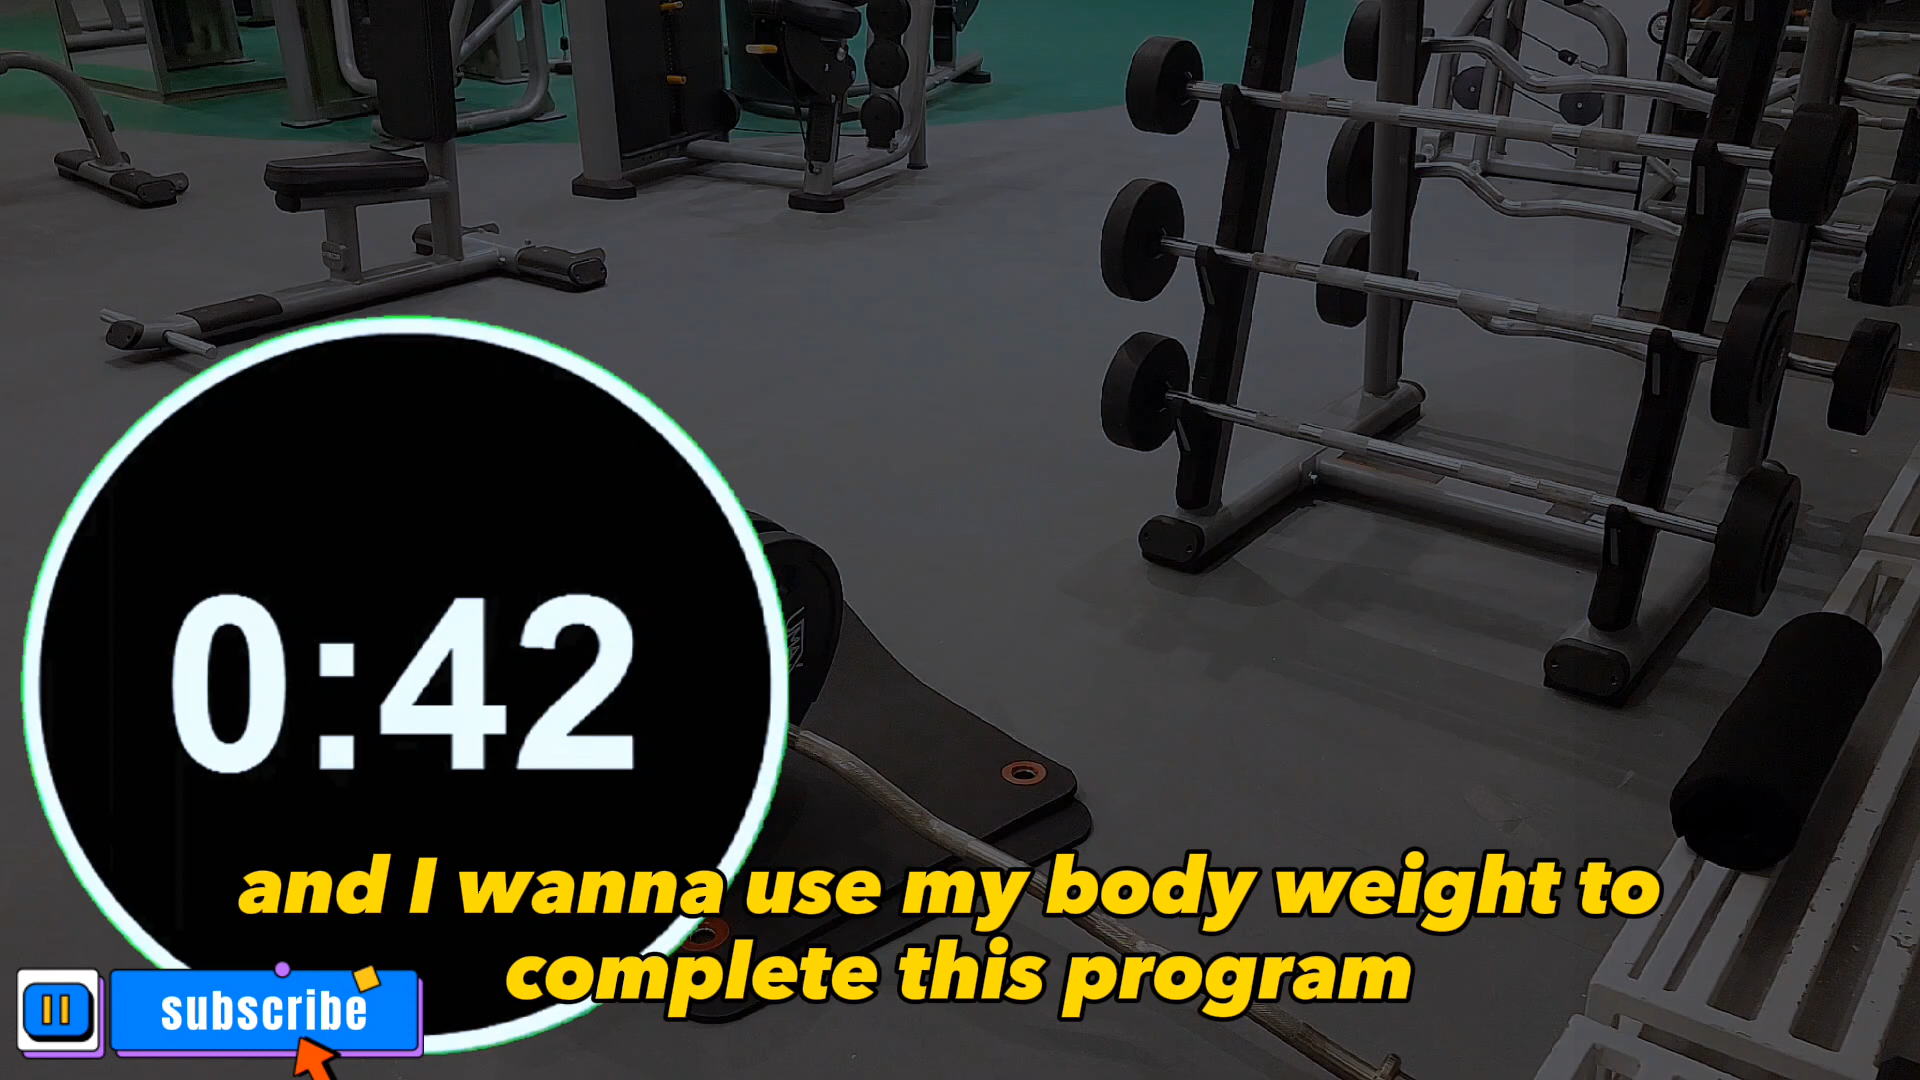 0:42
and I wanna use my body weight to
complete this program
subscribe